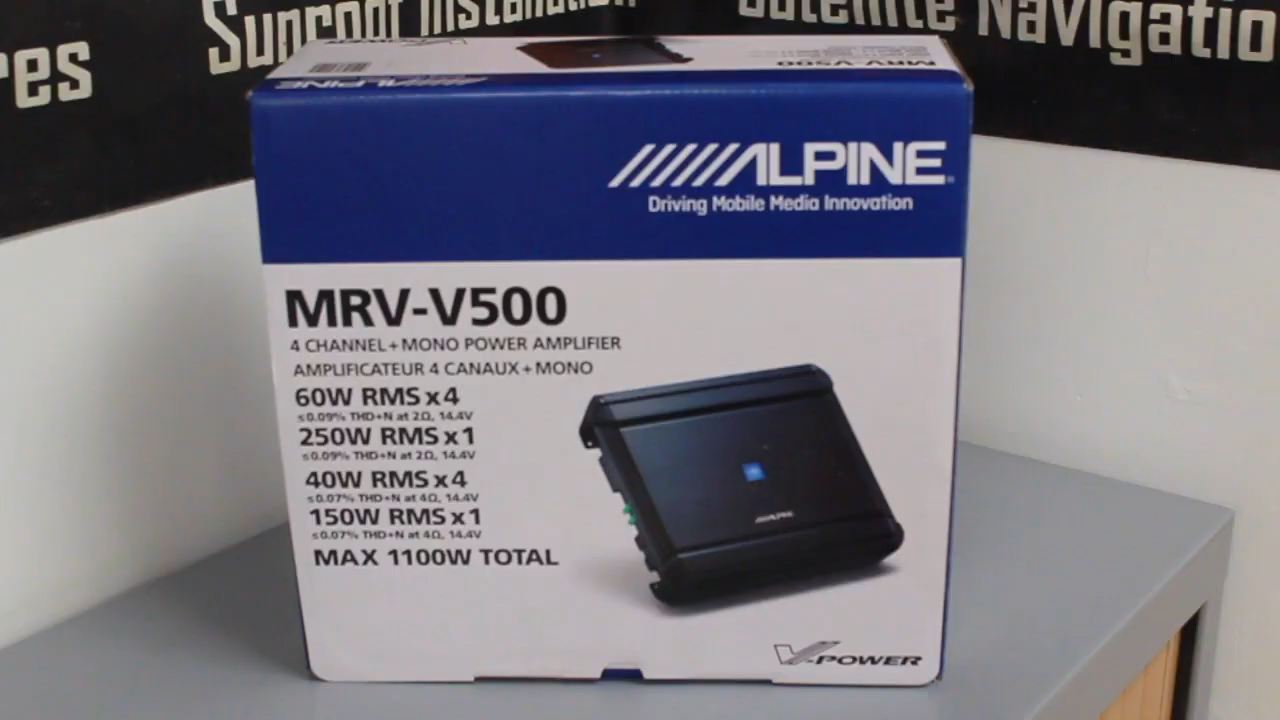 res
Sunroof Installation
Satellite Navigatio
V-POWER
MRV-V500
ALPINE
ALPINE
Driving Mobile Media Innovation
MRV-V500
4 CHANNEL+MONO POWER AMPLIFIER
AMPLIFICATEUR 4 CANAUX+MONO
60W RMS x 4
≤0.09% THD+N at 2Ω, 14.4V
250W RMS x 1
≤0.09% THD+N at 2Ω, 14.4V
40W RMS x 4
≤0.07% THD+N at 4Ω, 14.4V
150W RMS x 1
≤0.07% THD+N at 4Ω, 14.4V
MAX 1100W TOTAL
ALPINE
V-POWER